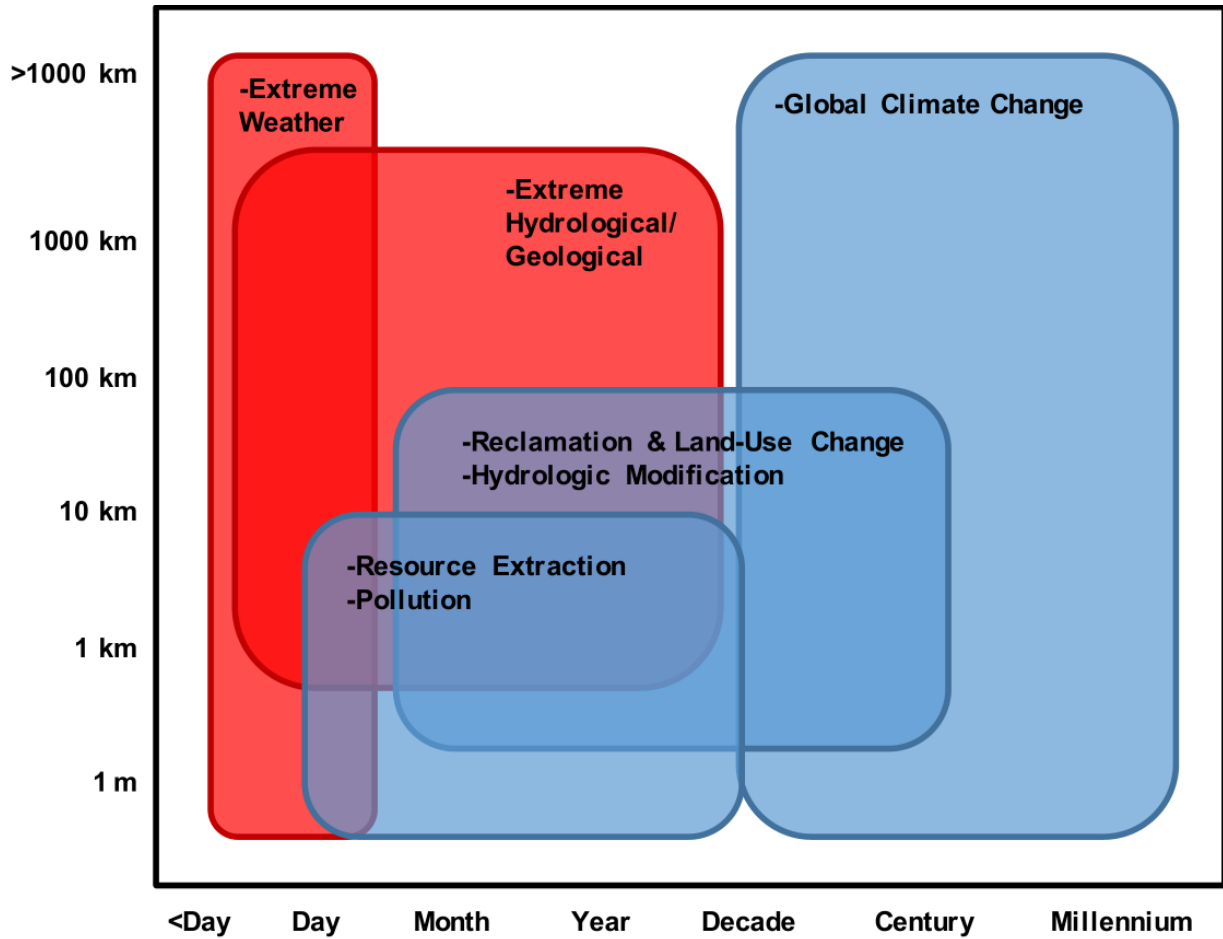 >1000 km
-Extreme
Weather
-Global Climate Change
-Extreme
Hydrological/
Geological
1000 km
100 km
-Reclamation & Land-Use Change
-Hydrologic Modification
10 km
-Resource Extraction
-Pollution
1 km
1 m
<Day Day Month Year Decade Century Millennium